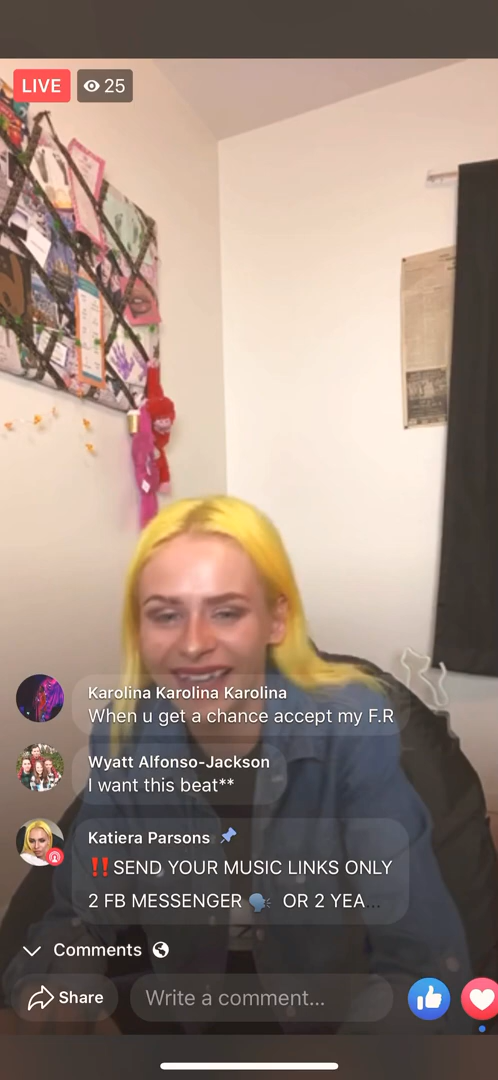 LIVE
25
Karolina Karolina Karolina
When u get a chance accept my F.R
Wyatt Alfonso-Jackson
I want this beat**
Katiera Parsons 📌
‼️SEND YOUR MUSIC LINKS ONLY
2 FB MESSENGER 🗣 OR 2 YEA...
Comments
Share
Write a comment...